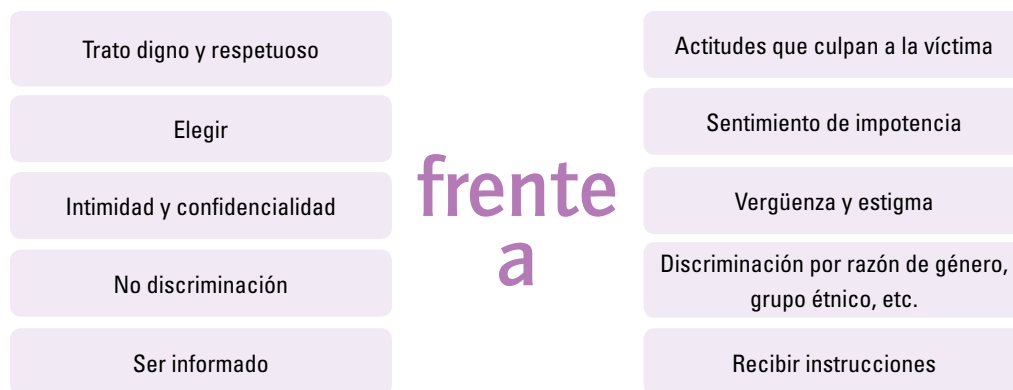 Trato digno y respetuoso
Elegir
Intimidad y confidencialidad
No discriminación
Ser informado
frente
a
Actitudes que culpan a la víctima
Sentimiento de impotencia
Vergüenza y estigma
Discriminación por razón de género,
grupo étnico, etc.
Recibir instrucciones